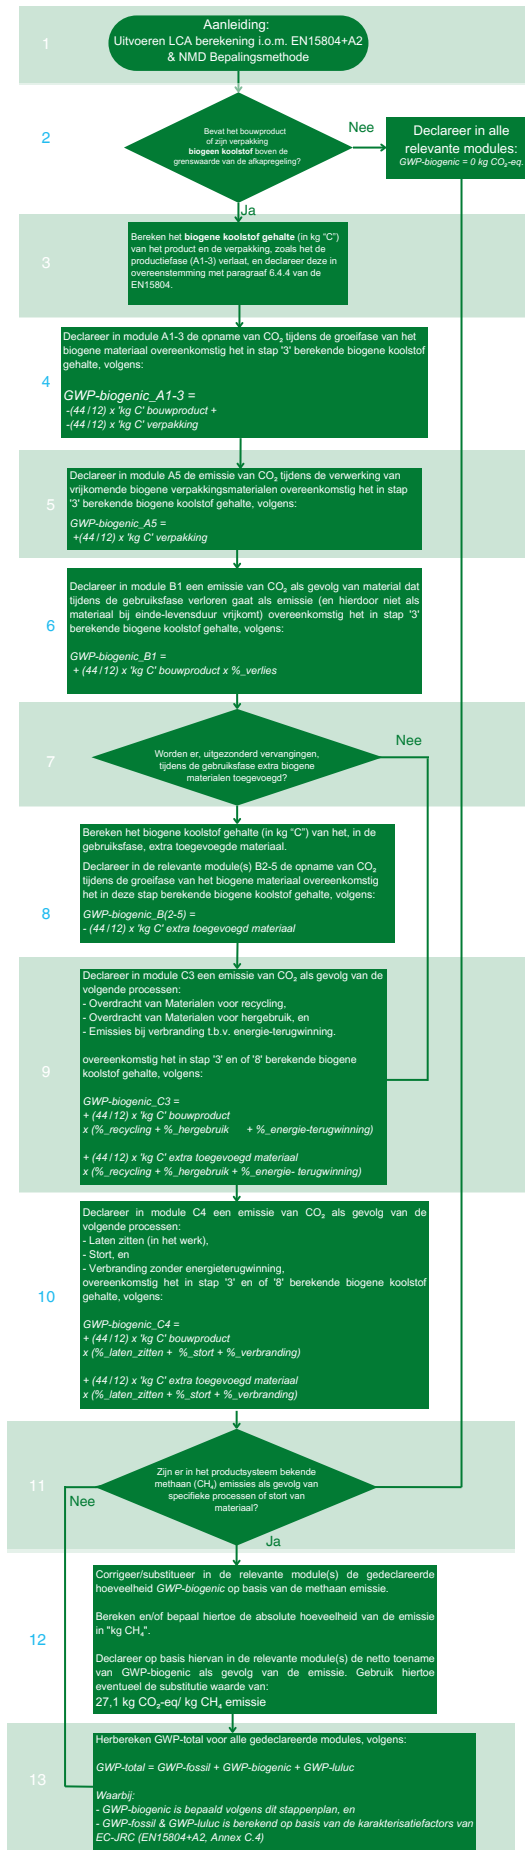 1
Aanleiding:
Uitvoeren LCA berekening i.o.m. EN15804+A2
& NMD Bepalingsmethode
2
Bevat het bouwproduct
of zijn verpakking
biogeen koolstof boven de
grenswaarde van de afkapregeling?
Nee
Declareer in alle
relevante modules:
GWP-biogenic = 0 kg CO₂-eq.
Ja
3
Bereken het biogene koolstof gehalte (in kg "C")
van het product en de verpakking, zoals het de
productiefase (A1-3) verlaat, en declareer deze in
overeenstemming met paragraaf 6.4.4 van de
EN15804.
4
Declareer in module A1-3 de opname van CO₂ tijdens de groeifase van het
biogene materiaal overeenkomstig het in stap '3' berekende biogene koolstof
gehalte, volgens:
GWP-biogenic_A1-3 =
-(44/12) x 'kg C' bouwproduct +
-(44/12) x 'kg C' verpakking
5
Declareer in module A5 de emissie van CO₂ tijdens de verwerking van
vrijkomende biogene verpakkingsmaterialen overeenkomstig het in stap
'3' berekende biogene koolstof gehalte, volgens:
GWP-biogenic_A5 =
+(44/12) x 'kg C' verpakking
6
Declareer in module B1 een emissie van CO₂ als gevolg van material dat
tijdens de gebruiksfase verloren gaat als emissie (en hierdoor niet als
materiaal bij einde-levensduur vrijkomt) overeenkomstig het in stap '3'
berekende biogene koolstof gehalte, volgens:
GWP-biogenic_B1 =
+ (44/12) x 'kg C' bouwproduct x %_verlies
7
Worden er, uitgezonderd vervangingen,
tijdens de gebruiksfase extra biogene
materialen toegevoegd?
Nee
8
Bereken het biogene koolstof gehalte (in kg "C") van het, in de
gebruiksfase, extra toegevoegde materiaal.
Declareer in de relevante module(s) B2-5 de opname van CO₂
tijdens de groeifase van het biogene materiaal overeenkomstig
het in deze stap berekende biogene koolstof gehalte, volgens:
GWP-biogenic_B(2-5) =
- (44/12) x 'kg C' extra toegevoegd materiaal
9
Declareer in module C3 een emissie van CO₂ als gevolg van de
volgende processen:
- Overdracht van Materialen voor recycling,
- Overdracht van Materialen voor hergebruik, en
- Emissies bij verbranding t.b.v. energie-terugwinning.
overeenkomstig het in stap '3' en of '8' berekende biogene
koolstof gehalte, volgens:
GWP-biogenic_C3 =
+ (44/12) x 'kg C' bouwproduct
x (%_recycling + %_hergebruik + %_energie-terugwinning)
+ (44/12) x 'kg C' extra toegevoegd materiaal
x (%_recycling + %_hergebruik + %_energie- terugwinning)
10
Declareer in module C4 een emissie van CO₂ als gevolg van de
volgende processen:
- Laten zitten (in het werk),
- Stort, en
- Verbranding zonder energieterugwinning,
overeenkomstig het in stap '3' en of '8' berekende biogene koolstof
gehalte, volgens:
GWP-biogenic_C4 =
+ (44/12) x 'kg C' bouwproduct
x (%_laten_zitten + %_stort + %_verbranding)
+ (44/12) x 'kg C' extra toegevoegd materiaal
x (%_laten_zitten + %_stort + %_verbranding)
11
Zijn er in het productsysteem bekende
methaan (CH₄) emissies als gevolg van
specifieke processen of stort van
materiaal?
Nee
Ja
12
Corrigeer/substitueer in de relevante module(s) de gedeclareerde
hoeveelheid GWP-biogenic op basis van de methaan emissie.
Bereken en/of bepaal hiertoe de absolute hoeveelheid van de emissie
in "kg CH₄".
Declareer op basis hiervan in de relevante module(s) de netto toename
van GWP-biogenic als gevolg van de emissie. Gebruik hiertoe
eventueel de substitutie waarde van:
27,1 kg CO₂-eq/ kg CH₄ emissie
13
Herbereken GWP-total voor alle gedeclareerde modules, volgens:
GWP-total = GWP-fossil + GWP-biogenic + GWP-luluc
Waarbij:
- GWP-biogenic is bepaald volgens dit stappenplan, en
- GWP-fossil & GWP-luluc is berekend op basis van de karakterisatiefactors van
EC-JRC (EN15804+A2, Annex C.4)